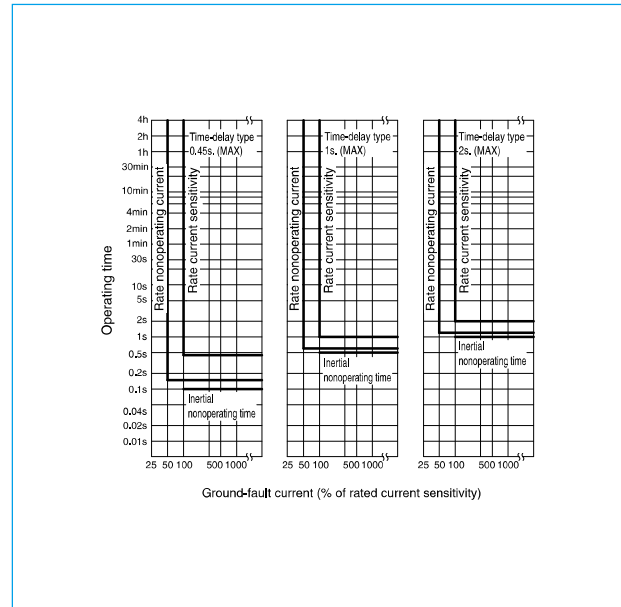 Operating time
4h
2h
1h
30min
10min
4min
2min
1min
30s
10s
5s
2s
1s
0.5s
0.2s
0.1s
0.04s
0.02s
0.01s
Time-delay type
0.45s. (MAX)
Rate nonoperating current
Rate current sensitivity
Inertial
nonoperating time
25 50 100 500 1000
Time-delay type
1s. (MAX)
Rate nonoperating current
Rate current sensitivity
Inertial
nonoperating time
25 50 100 500 1000
Time-delay type
2s. (MAX)
Rate nonoperating current
Rate current sensitivity
Inertial
nonoperating time
25 50 100 500 1000
Ground-fault current (% of rated current sensitivity)